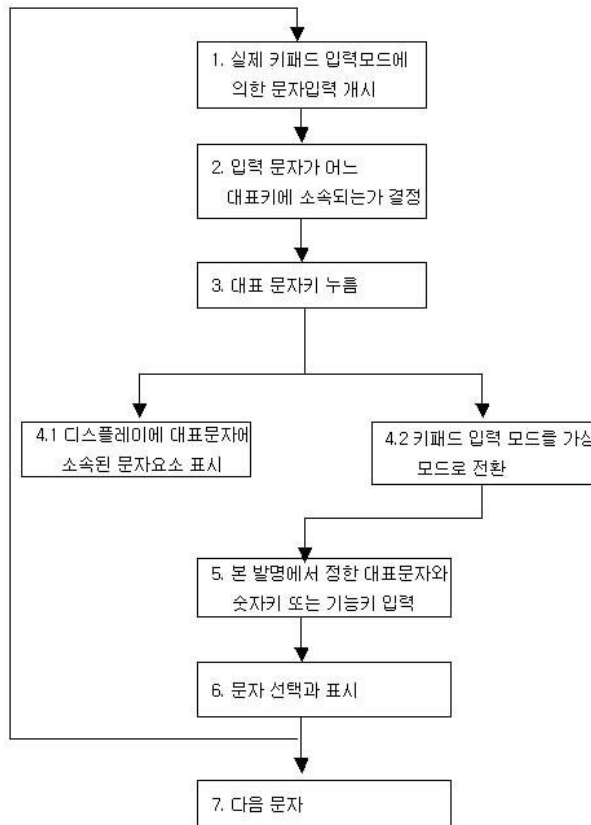 1. 실제 키패드 입력모드에
의한 문자입력 개시
2. 입력 문자가 어느
대표키에 소속되는가 결정
3. 대표 문자키 누름
4.1 디스플레미에 대표문자에
소속된 문자요소 표시
4.2 키패드 입력 모드를 가상
모드로 전환
5. 본 발명에서 정한 대표문자와
숫자키 또는 기능키 입력
6. 문자 선택과 표시
7. 다음 문자